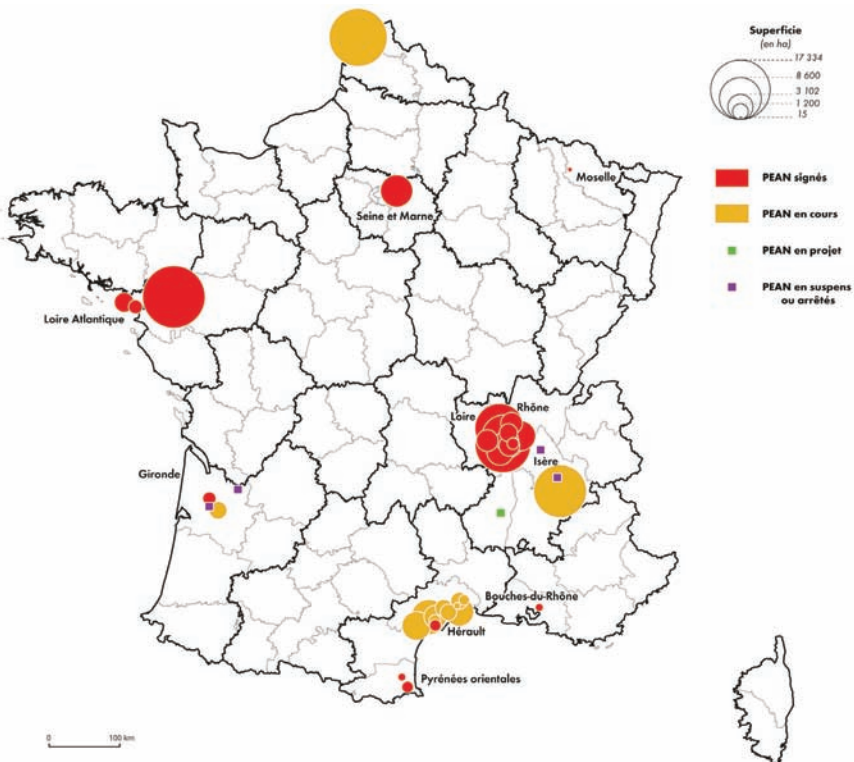 Superficie
(en ha)
17 334
8 600
3 102
1 200
15
Moselle
PEAN signés
Seine et Marne
PEAN en cours
PEAN en projet
PEAN en suspens
ou arrêtés
Loire Atlantique
Loire
Rhône
Isère
Gironde
Bouches-du-Rhône
Hérault
Pyrénées orientales
0 100 km